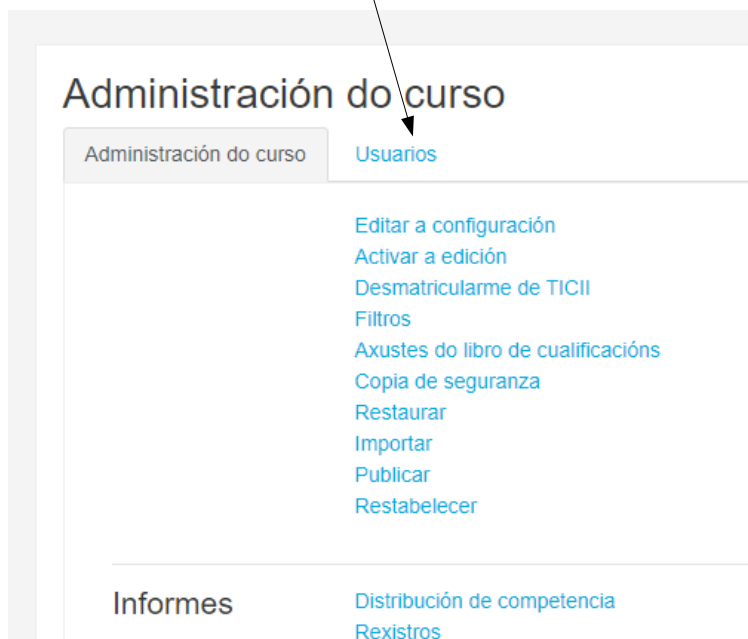 Administración do curso
Administración do curso
Usuarios
Editar a configuración
Activar a edición
Desmatricularme de TICII
Filtros
Axustes do libro de cualificacións
Copia de seguranza
Restaurar
Importar
Publicar
Restabelecer
Informes
Distribución de competencia
Rexistros